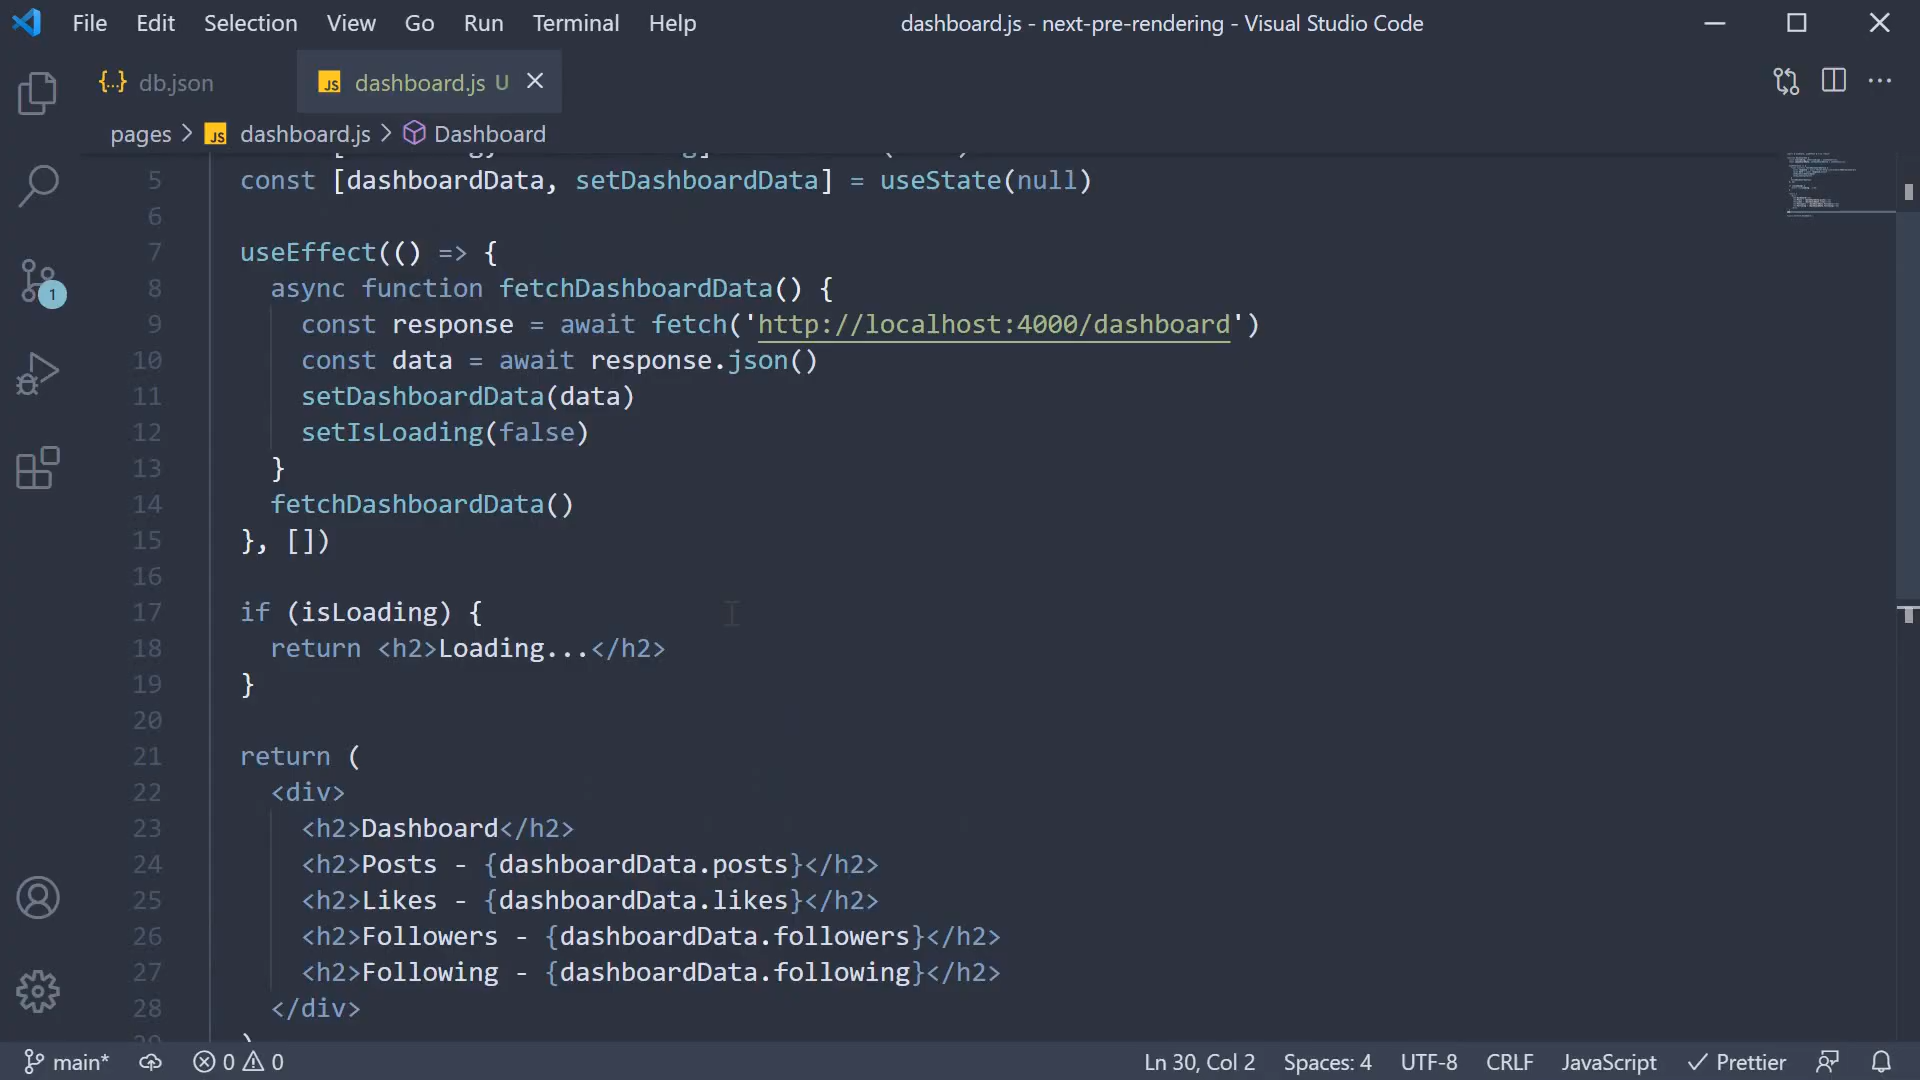 File Edit Selection View Go Run Terminal Help
dashboard.js - next-pre-rendering - Visual Studio Code
db.json
JS dashboard.js U
pages > JS dashboard.js > Dashboard
5 const [dashboardData, setDashboardData] = useState(null)
6
7 useEffect(() => {
8 async function fetchDashboardData() {
9 const response = await fetch('http://localhost:4000/dashboard')
10 const data = await response.json()
11 setDashboardData(data)
12 setIsLoading(false)
13 }
14 fetchDashboardData()
15 }, [])
16
17 if (isLoading) {
18 return <h2>Loading...</h2>
19 }
20
21 return (
22 <div>
23 <h2>Dashboard</h2>
24 <h2>Posts - {dashboardData.posts}</h2>
25 <h2>Likes - {dashboardData.likes}</h2>
26 <h2>Followers - {dashboardData.followers}</h2>
27 <h2>Following - {dashboardData.following}</h2>
28 </div>
1
main* 0 0 Ln 30, Col 2 Spaces: 4 UTF-8 CRLF JavaScript Prettier